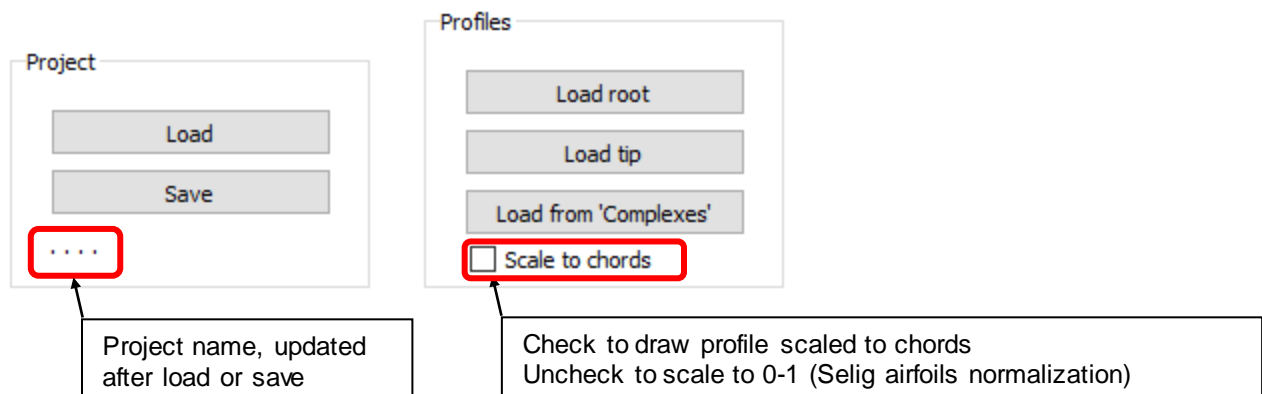 Project
Load
Save
....
Project name, updated
after load or save
Profiles
Load root
Load tip
Load from 'Complexes'
Scale to chords
Check to draw profile scaled to chords
Uncheck to scale to 0-1 (Selig airfoils normalization)